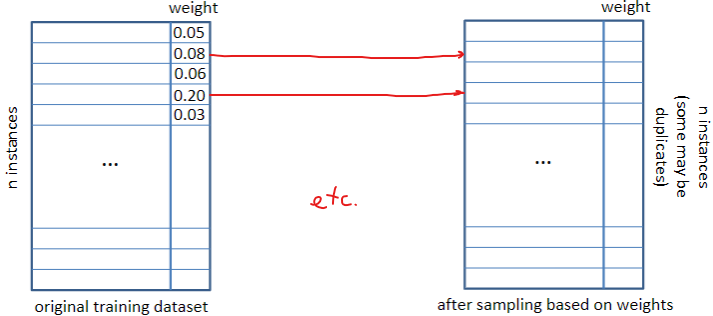 weight
0.05
0.08
0.06
0.20
0.03
...
n instances
original training dataset
etc.
weight
...
n instances
(some may be
duplicates)
after sampling based on weights